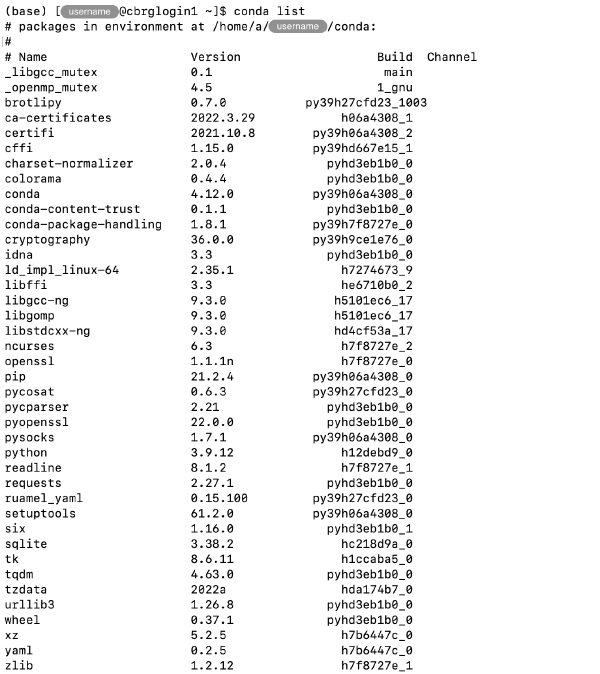 (base) [username@cbrglogin1 ~]$ conda list
# packages in environment at /home/a/username/conda:
#
# Name                    Version                   Build  Channel
_libgcc_mutex             0.1                        main
_openmp_mutex             4.5                       1_gnu
brotlipy                  0.7.0           py39h27cfd23_1003
ca-certificates           2022.3.29            h06a4308_1
certifi                   2021.10.8        py39h06a4308_2
cffi                      1.15.0           py39hd667e15_1
charset-normalizer        2.0.4              pyhd3eb1b0_0
colorama                  0.4.4              pyhd3eb1b0_0
conda                     4.12.0           py39h06a4308_0
conda-content-trust       0.1.1              pyhd3eb1b0_0
conda-package-handling    1.8.1            py39h7f8727e_0
cryptography              36.0.0           py39h9ce1e76_0
idna                      3.3                pyhd3eb1b0_0
ld_impl_linux-64          2.35.1               h7274673_9
libffi                    3.3                  he6710b0_2
libgcc-ng                 9.3.0               h5101ec6_17
libgomp                   9.3.0               h5101ec6_17
libstdcxx-ng              9.3.0               hd4cf53a_17
ncurses                   6.3                  h7f8727e_2
openssl                   1.1.1n               h7f8727e_0
pip                       21.2.4           py39h06a4308_0
pycosat                   0.6.3            py39h27cfd23_0
pycparser                 2.21               pyhd3eb1b0_0
pyopenssl                 22.0.0             pyhd3eb1b0_0
pysocks                   1.7.1            py39h06a4308_0
python                    3.9.12               h12debd9_0
readline                  8.1.2                h7f8727e_1
requests                  2.27.1             pyhd3eb1b0_0
ruamel_yaml               0.15.100         py39h27cfd23_0
setuptools                61.2.0           py39h06a4308_0
six                       1.16.0             pyhd3eb1b0_1
sqlite                    3.38.2               hc218d9a_0
tk                        8.6.11               h1ccaba5_0
tqdm                      4.63.0             pyhd3eb1b0_0
tzdata                    2022a                hda174b7_0
urllib3                   1.26.8             pyhd3eb1b0_0
wheel                     0.37.1             pyhd3eb1b0_0
xz                        5.2.5                h7b6447c_0
yaml                      0.2.5                h7b6447c_0
zlib                      1.2.12               h7f8727e_1